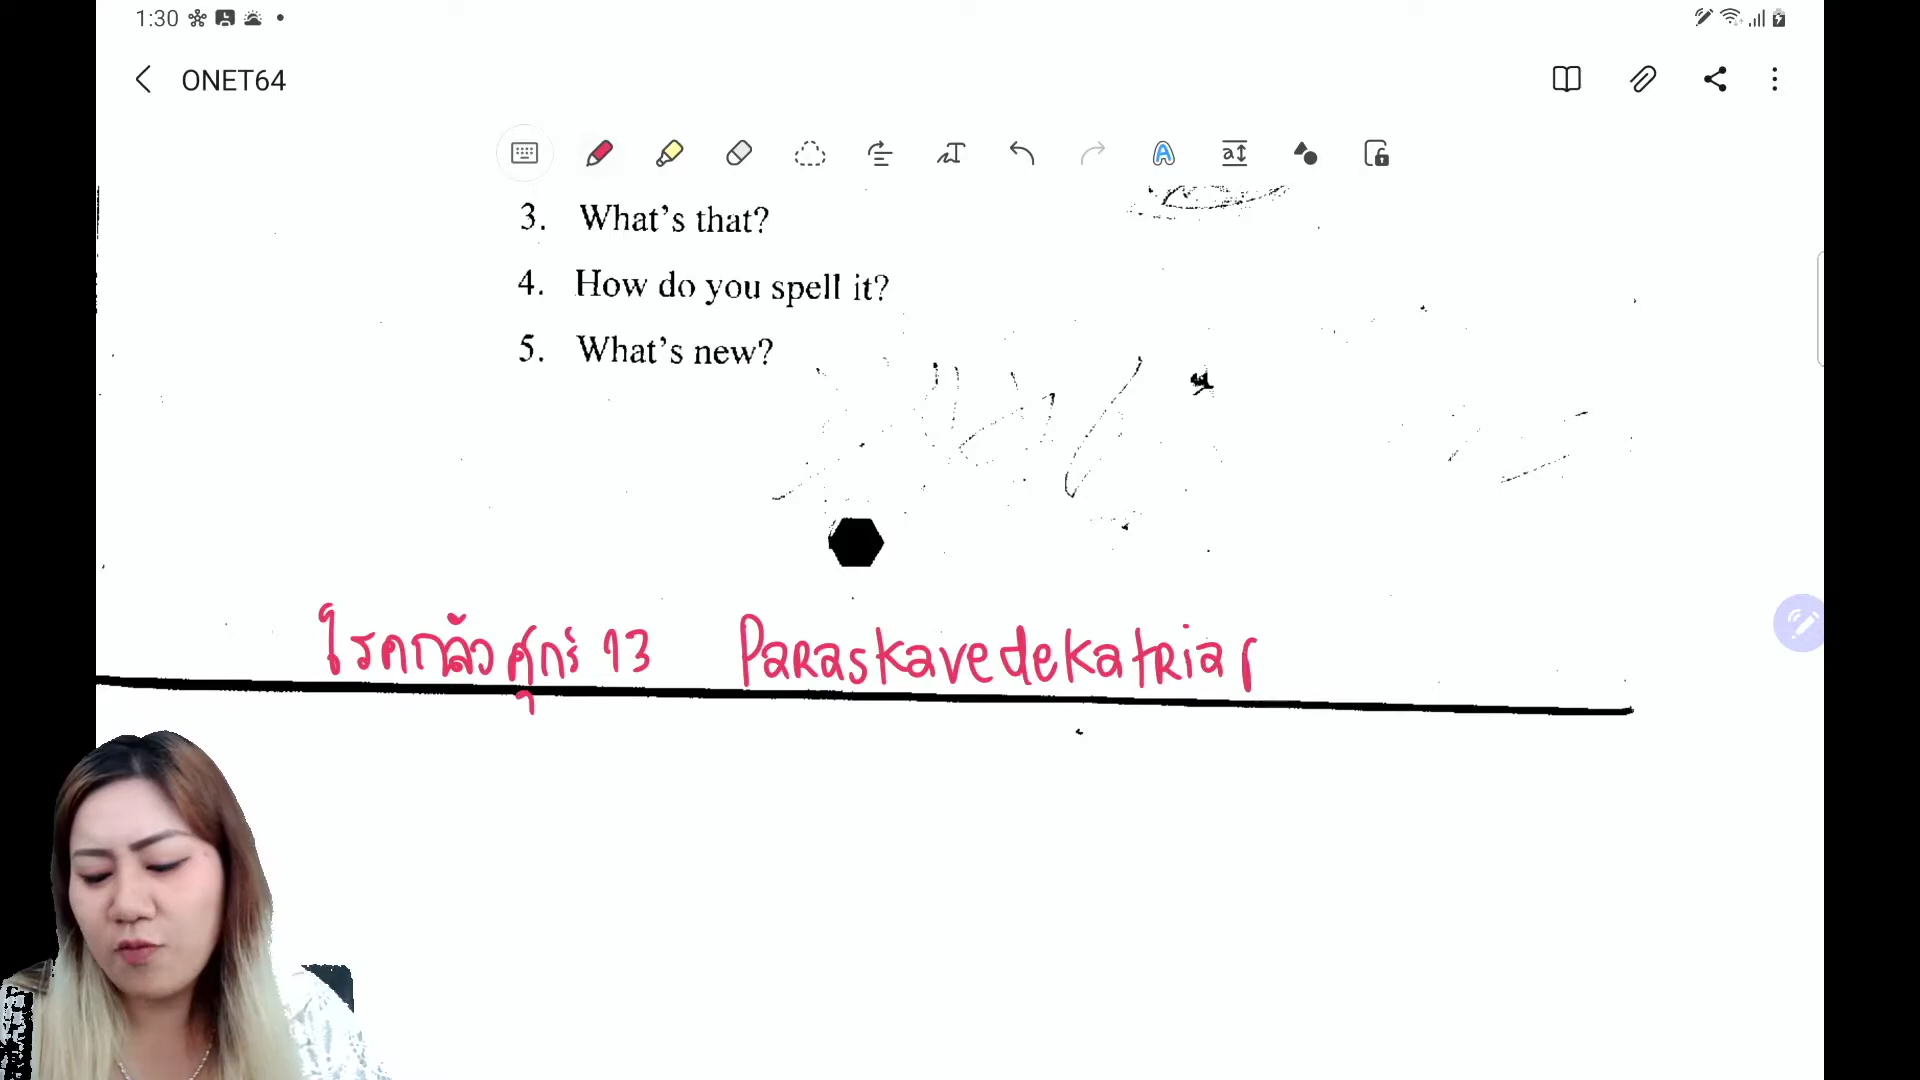 1:30
ONET64
3. What's that?
4. How do you spell it?
5. What's new?
โรคกลัวศุกร์ 13 Paraskavedekatriar